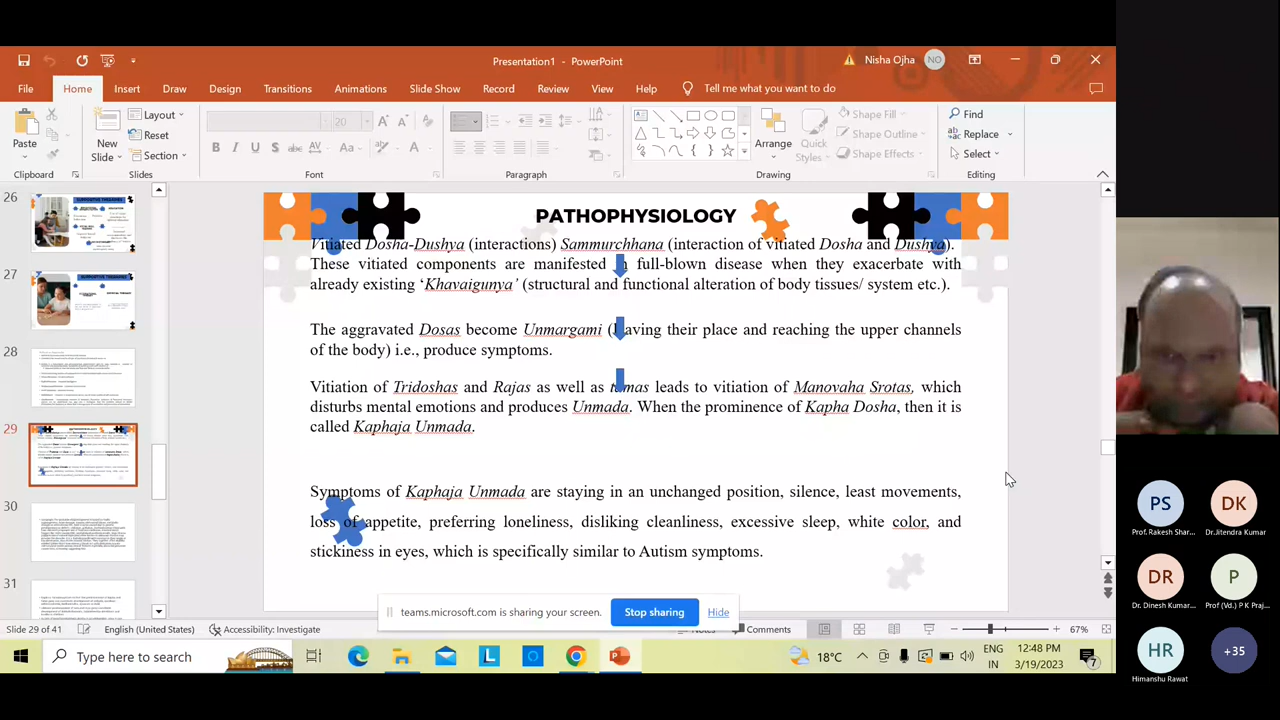 Presentation1 - PowerPoint
Nisha Ojha
NO
File Home Insert Draw Design Transitions Animations Slide Show Record Review View Help Tell me what you want to do
Paste
Clipboard
New
Slide
Layout
Reset
Section
Slides
20
Font
Paragraph
Arrange
Quick
Styles
Shape Fill
Shape Outline
Shape Effects
Drawing
Find
Replace
Select
Editing
26
27
28
29
30
31
PATHOPHYSIOLOGY
Vitiated Dosha-Dushya (interactions) Sammurchhana (interaction of vitiated Dosha and Dushya).
These vitiated components are manifested in full-blown disease when they exacerbate with
already existing ‘Khavaigunya’ (structural and functional alteration of body tissues/ system etc.).
The aggravated Dosas become Unmargami (leaving their place and reaching the upper channels
of the body) i.e., produce symptoms.
Vitiation of Tridoshas and Rajas as well as tamas leads to vitiation of Manovaha Srotas, which
disturbs mental emotions and produces Unmada. When the prominence of Kapha Dosha, then it is
called Kaphaja Unmada.
Symptoms of Kaphaja Unmada are staying in an unchanged position, silence, least movements,
loss of appetite, preferring loneliness, disliking cleanliness, excessive sleep, white color, and
stickiness in eyes, which is specifically similar to Autism symptoms.
teams.microsoft.com is sharing your screen. Stop sharing Hide
Slide 29 of 41 English (United States) Accessibility: Investigate Notes Comments 67%
Type here to search
18°C
ENG
IN
12:48 PM
3/19/2023
7
PS
Prof. Rakesh Shar...
DK
Dr.Jitendra Kumar
DR
Dr. Dinesh Kumar...
P
Prof (Vd.) P K Praj...
HR
Himanshu Rawat
+35